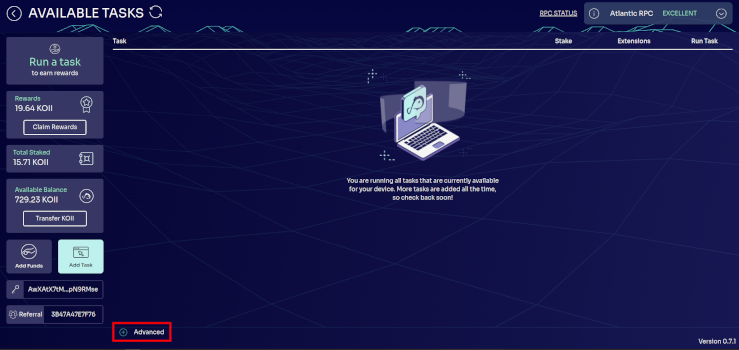 AVAILABLE TASKS
RPC STATUS
Atlantic RPC EXCELLENT
Run a task
to earn rewards
Rewards
19.64 KOII
Claim Rewards
Total Staked
15.71 KOII
Available Balance
729.23 KOII
Transfer KOII
Add Funds
Add Task
AwXAtX7tM...pN9RMse
Referral 3B47A47E7F76
Task Stake Extensions Run Task
You are running all tasks that are currently available
for your device. More tasks are added all the time,
so check back soon!
Advanced
Version 0.7.1